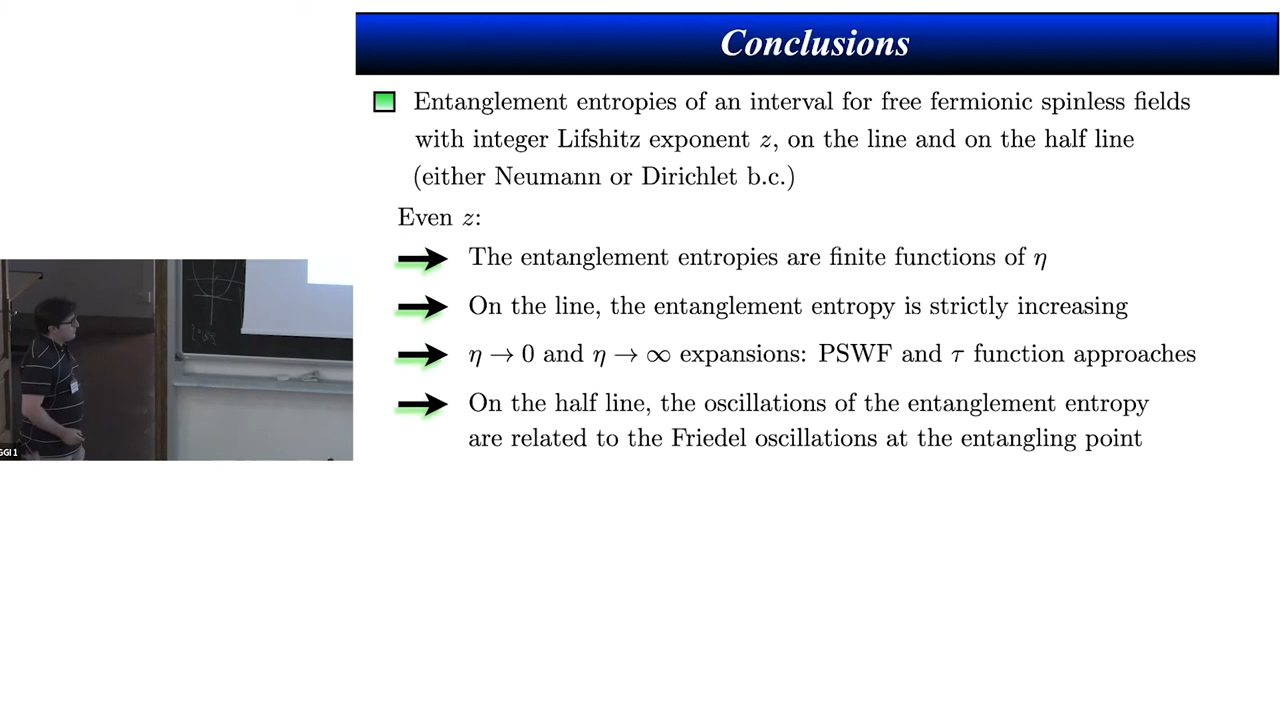 Conclusions
Entanglement entropies of an interval for free fermionic spinless fields
with integer Lifshitz exponent z, on the line and on the half line
(either Neumann or Dirichlet b.c.)
Even z:
The entanglement entropies are finite functions of η
On the line, the entanglement entropy is strictly increasing
η → 0 and η → ∞ expansions: PSWF and τ function approaches
On the half line, the oscillations of the entanglement entropy
are related to the Friedel oscillations at the entangling point
GGI 1